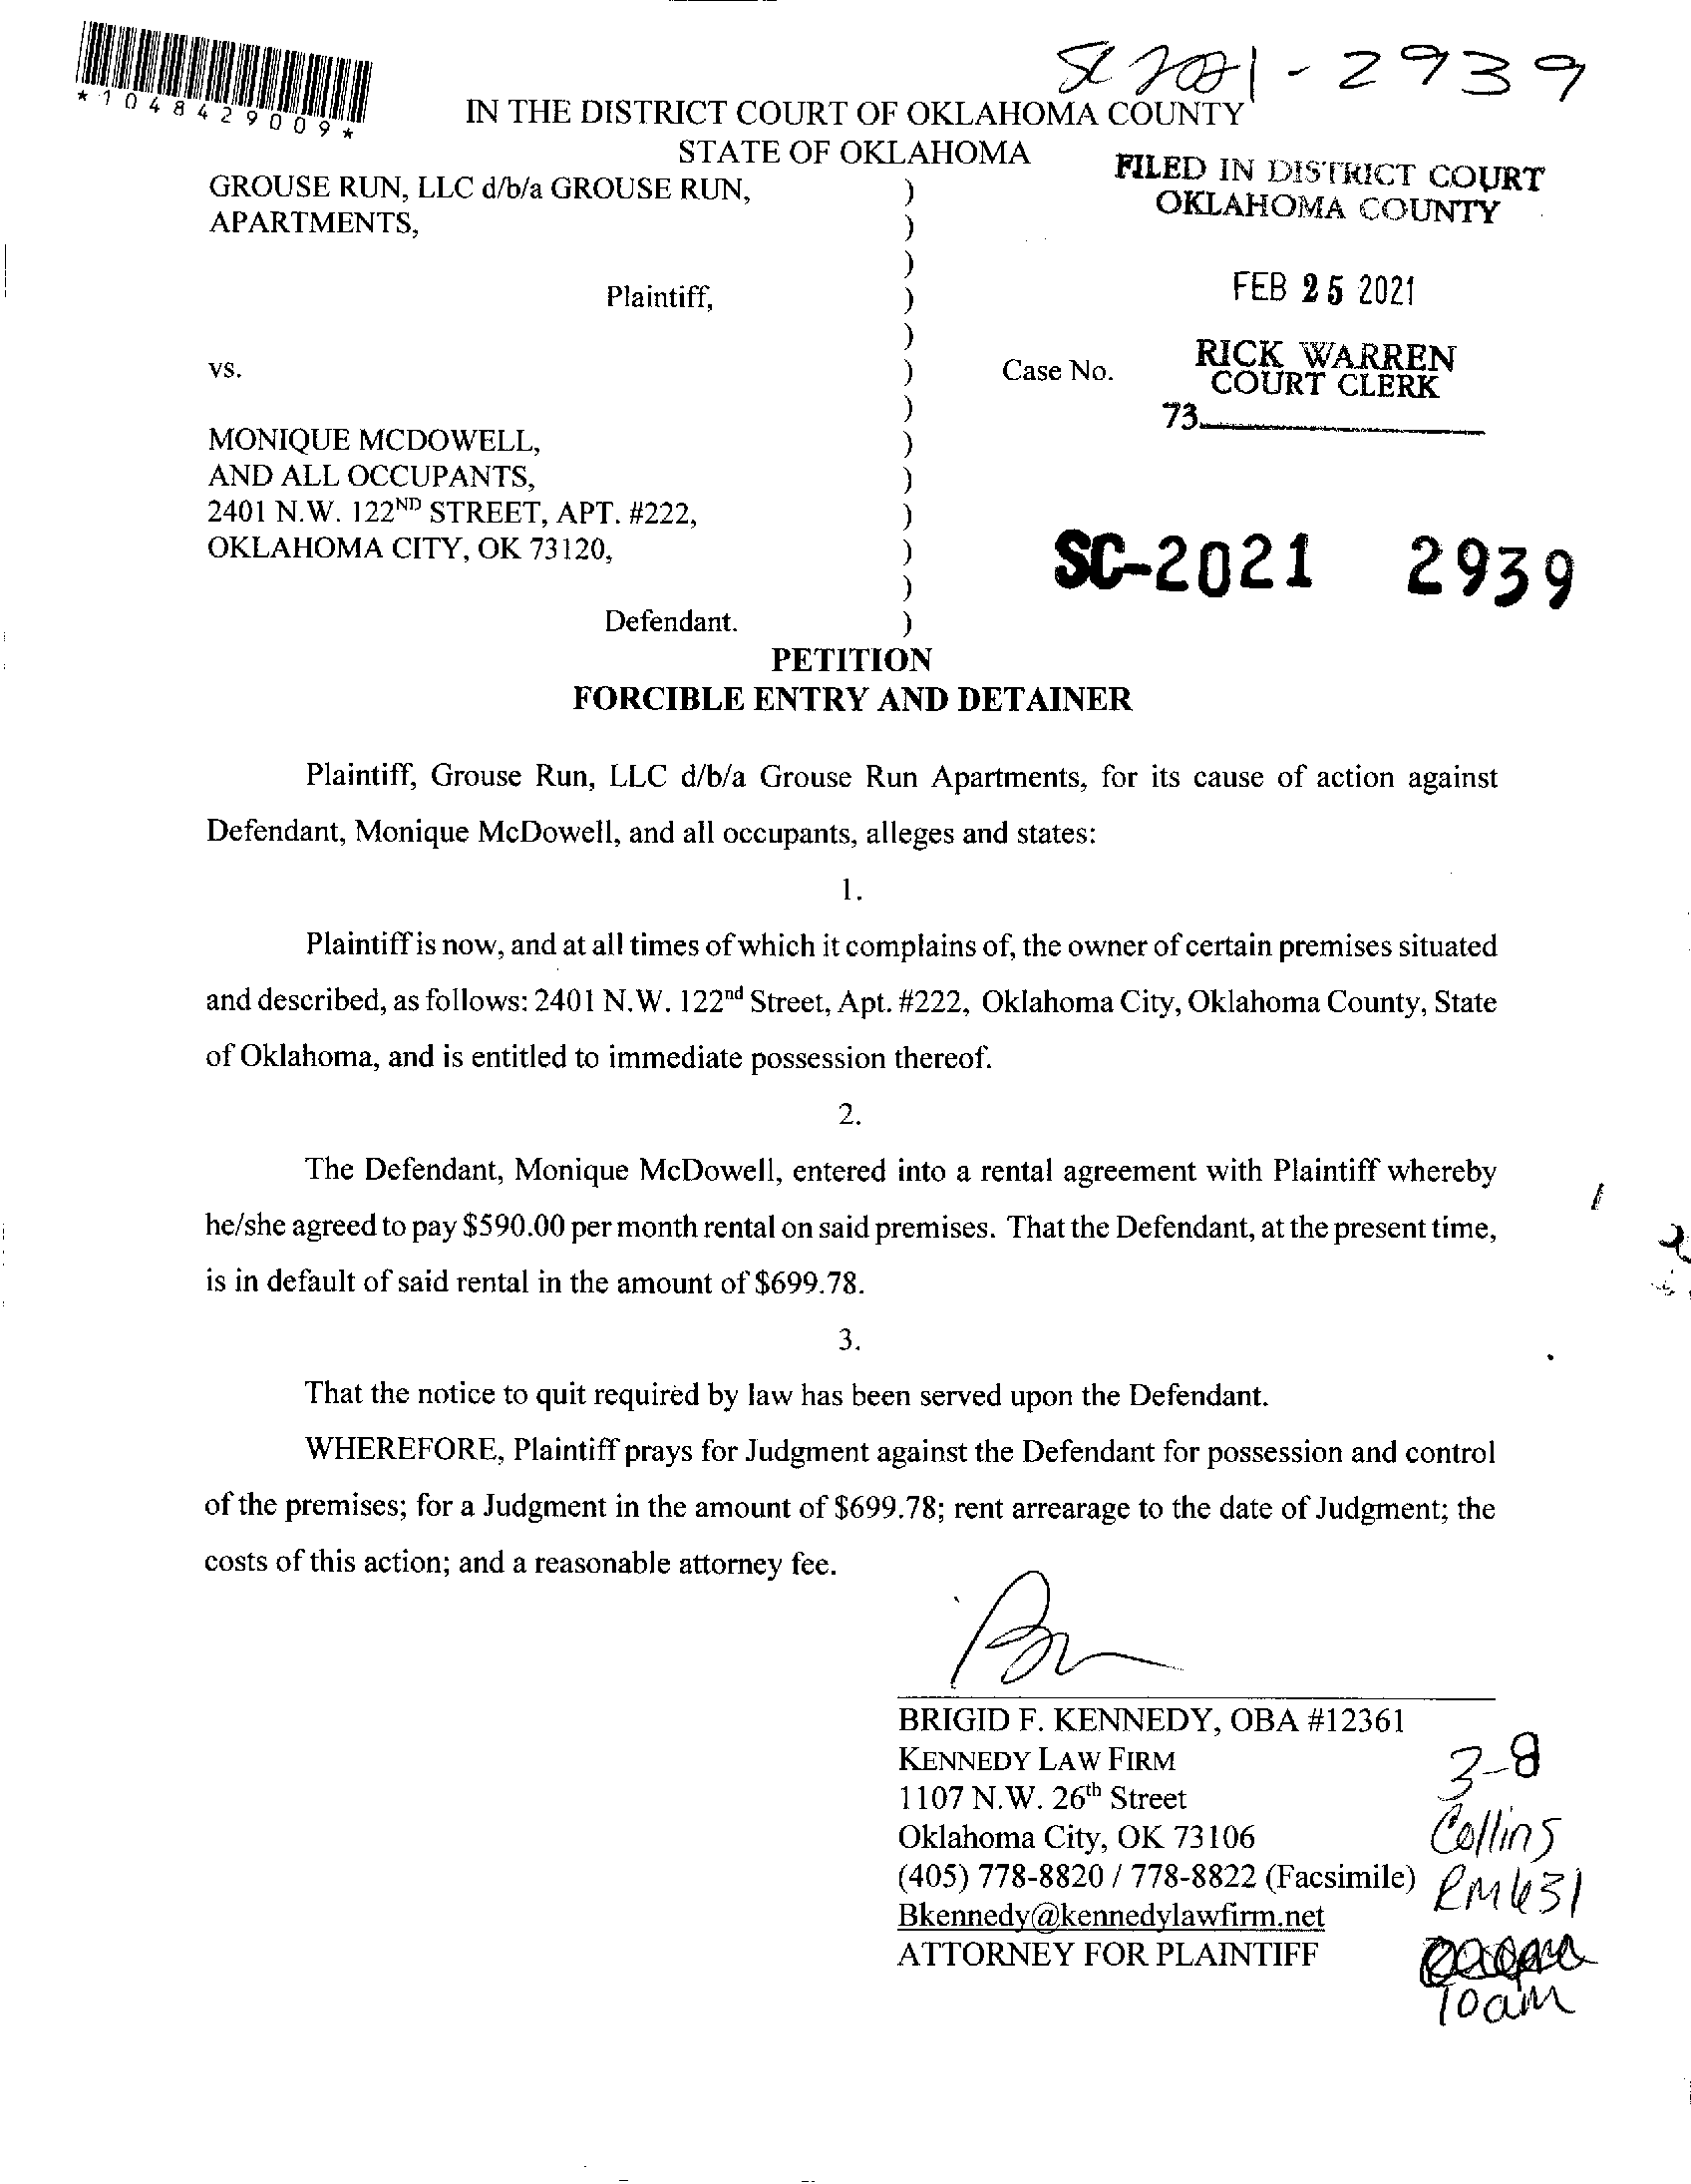 SC 2021-2939
*1048429009*
IN THE DISTRICT COURT OF OKLAHOMA COUNTY
STATE OF OKLAHOMA
FILED IN DISTRICT COURT
OKLAHOMA COUNTY
FEB 25 2021
RICK WARREN
COURT CLERK
73
GROUSE RUN, LLC d/b/a GROUSE RUN, )
APARTMENTS, )
)
Plaintiff, )
)
vs. ) Case No.
)
MONIQUE MCDOWELL, )
AND ALL OCCUPANTS, )
2401 N.W. 122ND STREET, APT. #222, )
OKLAHOMA CITY, OK 73120, )
)
Defendant. )
SC-2021 2939
PETITION
FORCIBLE ENTRY AND DETAINER
Plaintiff, Grouse Run, LLC d/b/a Grouse Run Apartments, for its cause of action against
Defendant, Monique McDowell, and all occupants, alleges and states:
1.
Plaintiff is now, and at all times of which it complains of, the owner of certain premises situated
and described, as follows: 2401 N.W. 122nd Street, Apt. #222, Oklahoma City, Oklahoma County, State
of Oklahoma, and is entitled to immediate possession thereof.
2.
The Defendant, Monique McDowell, entered into a rental agreement with Plaintiff whereby
he/she agreed to pay $590.00 per month rental on said premises. That the Defendant, at the present time,
is in default of said rental in the amount of $699.78.
3.
That the notice to quit required by law has been served upon the Defendant.
WHEREFORE, Plaintiff prays for Judgment against the Defendant for possession and control
of the premises; for a Judgment in the amount of $699.78; rent arrearage to the date of Judgment; the
costs of this action; and a reasonable attorney fee.
BRIGID F. KENNEDY, OBA #12361
KENNEDY LAW FIRM
1107 N.W. 26th Street
Oklahoma City, OK 73106
(405) 778-8820 / 778-8822 (Facsimile)
Bkennedy@kennedylawfirm.net
ATTORNEY FOR PLAINTIFF
3-8
Collins
RM 631
10am